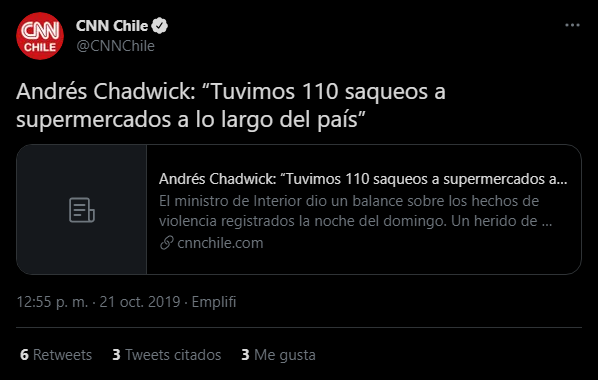 CNN
CHILE
CNN Chile
@CNNChile
Andrés Chadwick: “Tuvimos 110 saqueos a
supermercados a lo largo del país”
Andrés Chadwick: “Tuvimos 110 saqueos a supermercados a...
El ministro de Interior dio un balance sobre los hechos de
violencia registrados la noche del domingo. Un herido de ...
cnnchile.com
12:55 p. m. · 21 oct. 2019 · Emplifi
6 Retweets 3 Tweets citados 3 Me gusta